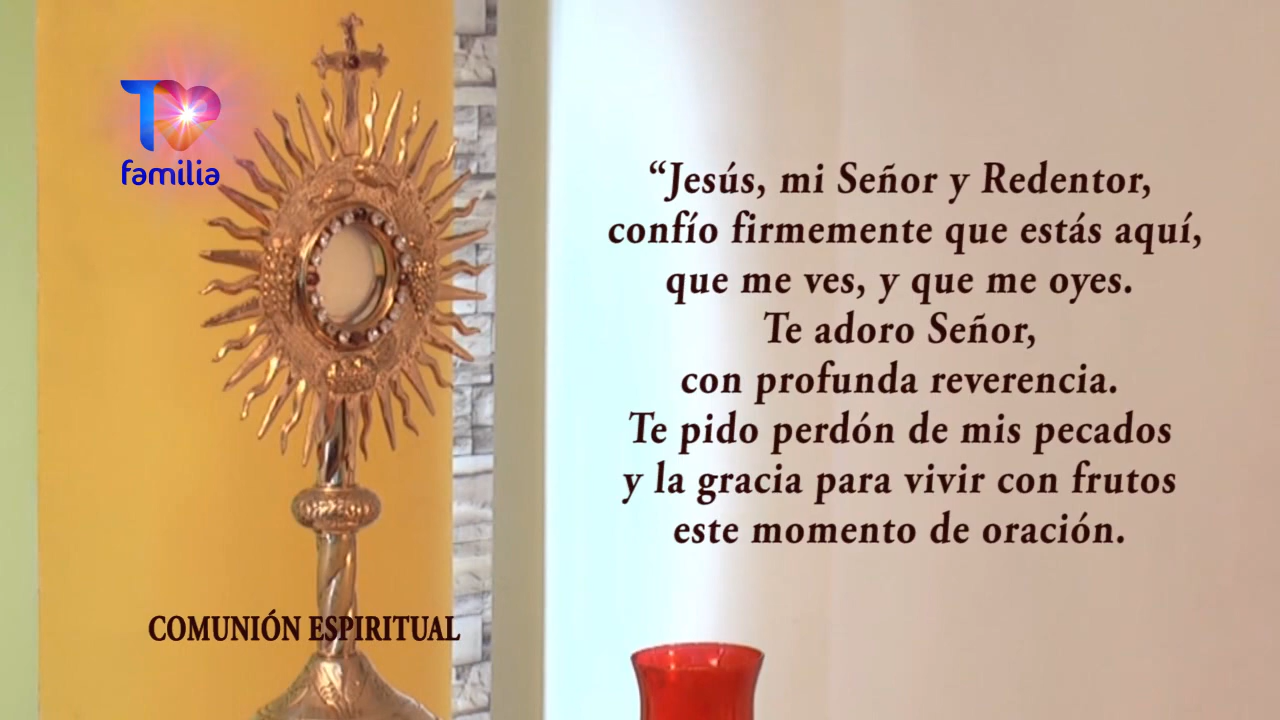 T
familia
“Jesús, mi Señor y Redentor,
confío firmemente que estás aquí,
que me ves, y que me oyes.
Te adoro Señor,
con profunda reverencia.
Te pido perdón de mis pecados
y la gracia para vivir con frutos
este momento de oración.
COMUNIÓN ESPIRITUAL